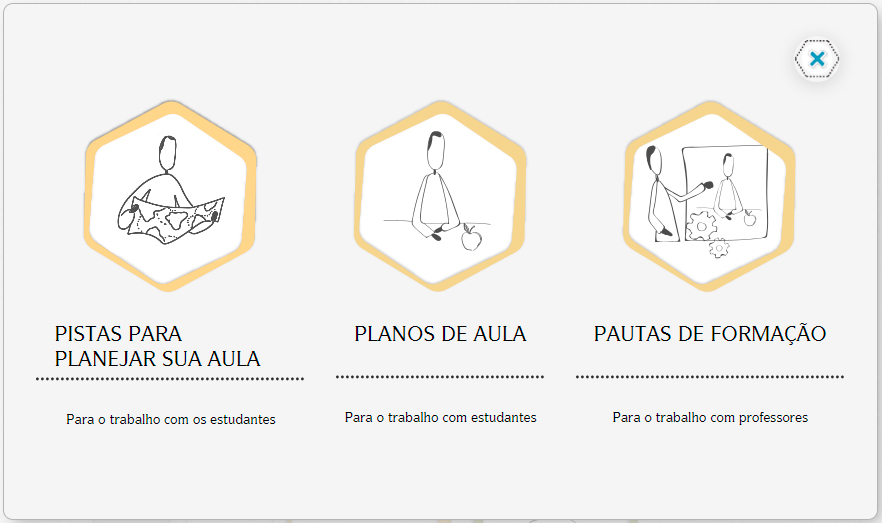 PISTAS PARA
PLANEJAR SUA AULA
Para o trabalho com os estudantes
PLANOS DE AULA
Para o trabalho com estudantes
PAUTAS DE FORMAÇÃO
Para o trabalho com professores